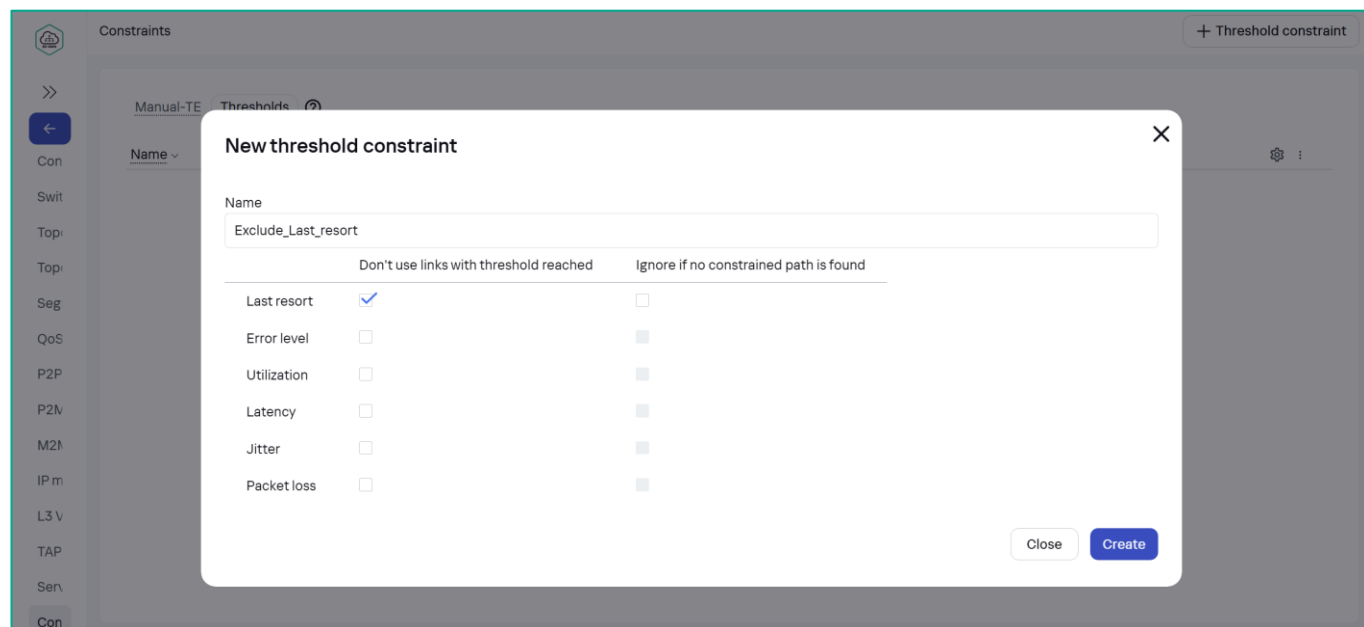 Constraints
+ Threshold constraint
Manual-TE Thresholds ?
Name
New threshold constraint
Name
Exclude_Last_resort
Don't use links with threshold reached Ignore if no constrained path is found
Last resort
Error level
Utilization
Latency
Jitter
Packet loss
Close Create
Con
Swit
Top
Top
Seg
QoS
P2P
P2M
M2M
IP m
L3 V
TAP
Serv
Con